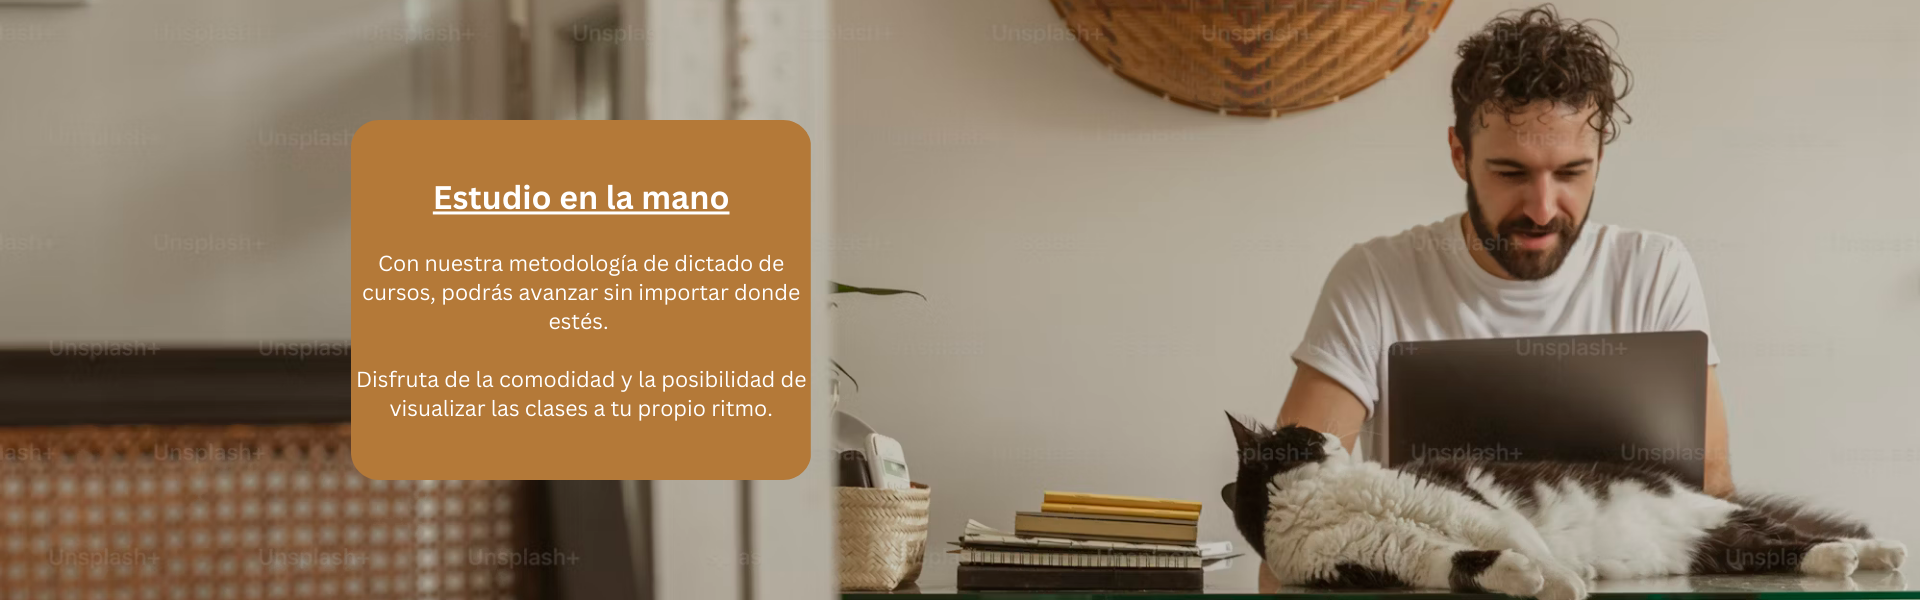 Estudio en la mano
Con nuestra metodología de dictado de
cursos, podrás avanzar sin importar donde
estés.
Disfruta de la comodidad y la posibilidad de
visualizar las clases a tu propio ritmo.
Unsplash+